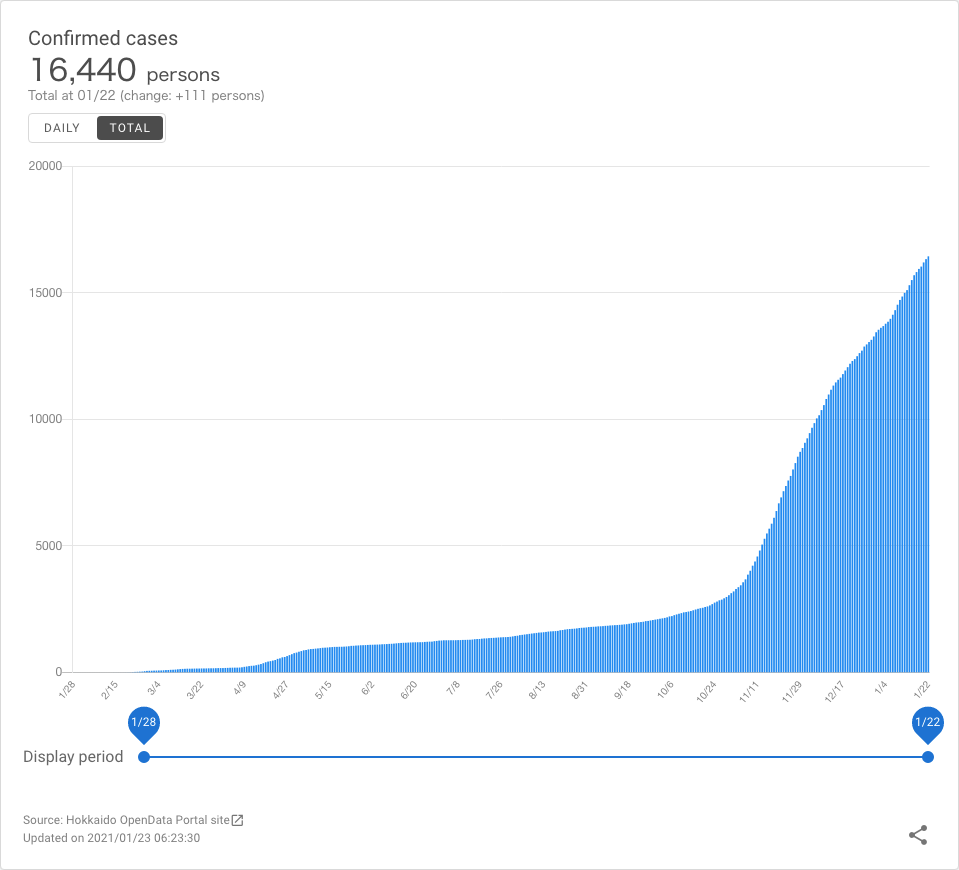 Confirmed cases
16,440 persons
Total at 01/22 (change: +111 persons)
DAILY TOTAL
20000
15000
10000
5000
0
1/28 2/15 3/4 3/22 4/9 4/27 5/15 6/2 6/20 7/8 7/26 8/13 8/31 9/18 10/6 10/24 11/11 11/29 12/17 1/4 1/22
1/28 1/22
Display period
Source: Hokkaido OpenData Portal site
Updated on 2021/01/23 06:23:30